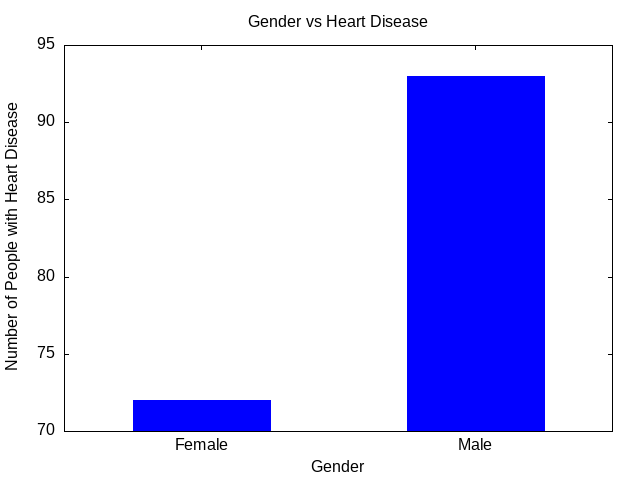 Gender vs Heart Disease
95
90
85
80
75
70
Number of People with Heart Disease
Female
Male
Gender